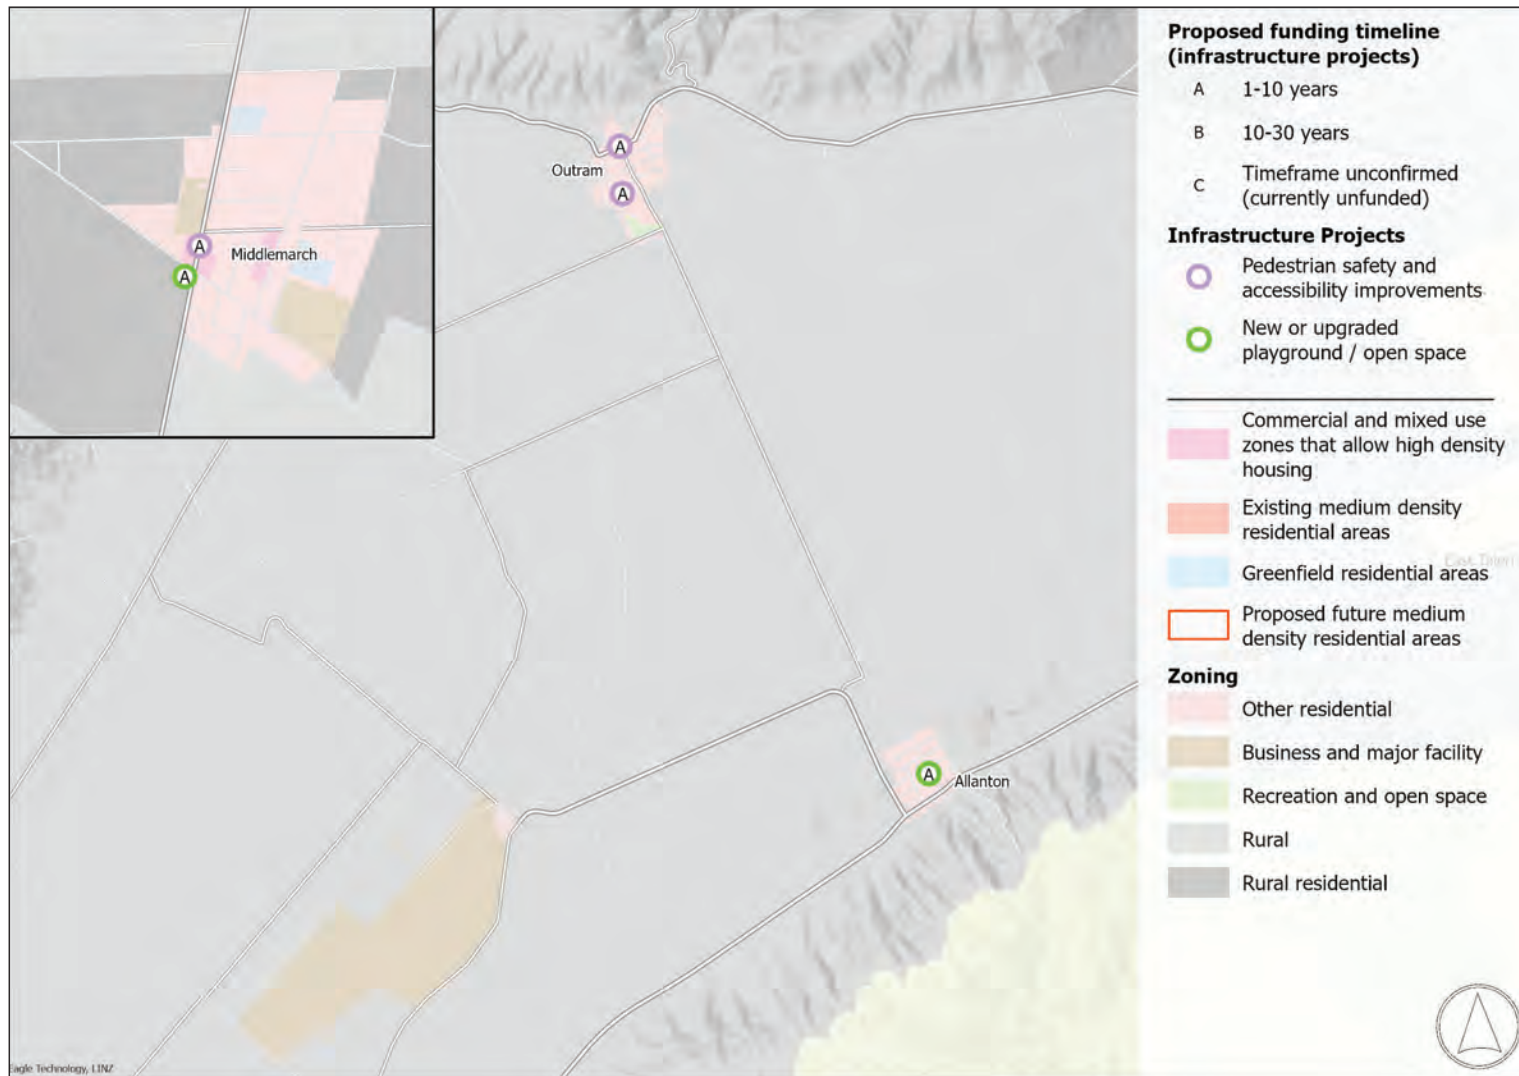 A
Outram
A
A
Middlemarch
A
A
Allanton
Eagle Technology, LINZ
Proposed funding timeline
(infrastructure projects)
A 1-10 years
B 10-30 years
C Timeframe unconfirmed
(currently unfunded)
Infrastructure Projects
Pedestrian safety and
accessibility improvements
New or upgraded
playground / open space
Commercial and mixed use
zones that allow high density
housing
Existing medium density
residential areas
Greenfield residential areas
Proposed future medium
density residential areas
Zoning
Other residential
Business and major facility
Recreation and open space
Rural
Rural residential